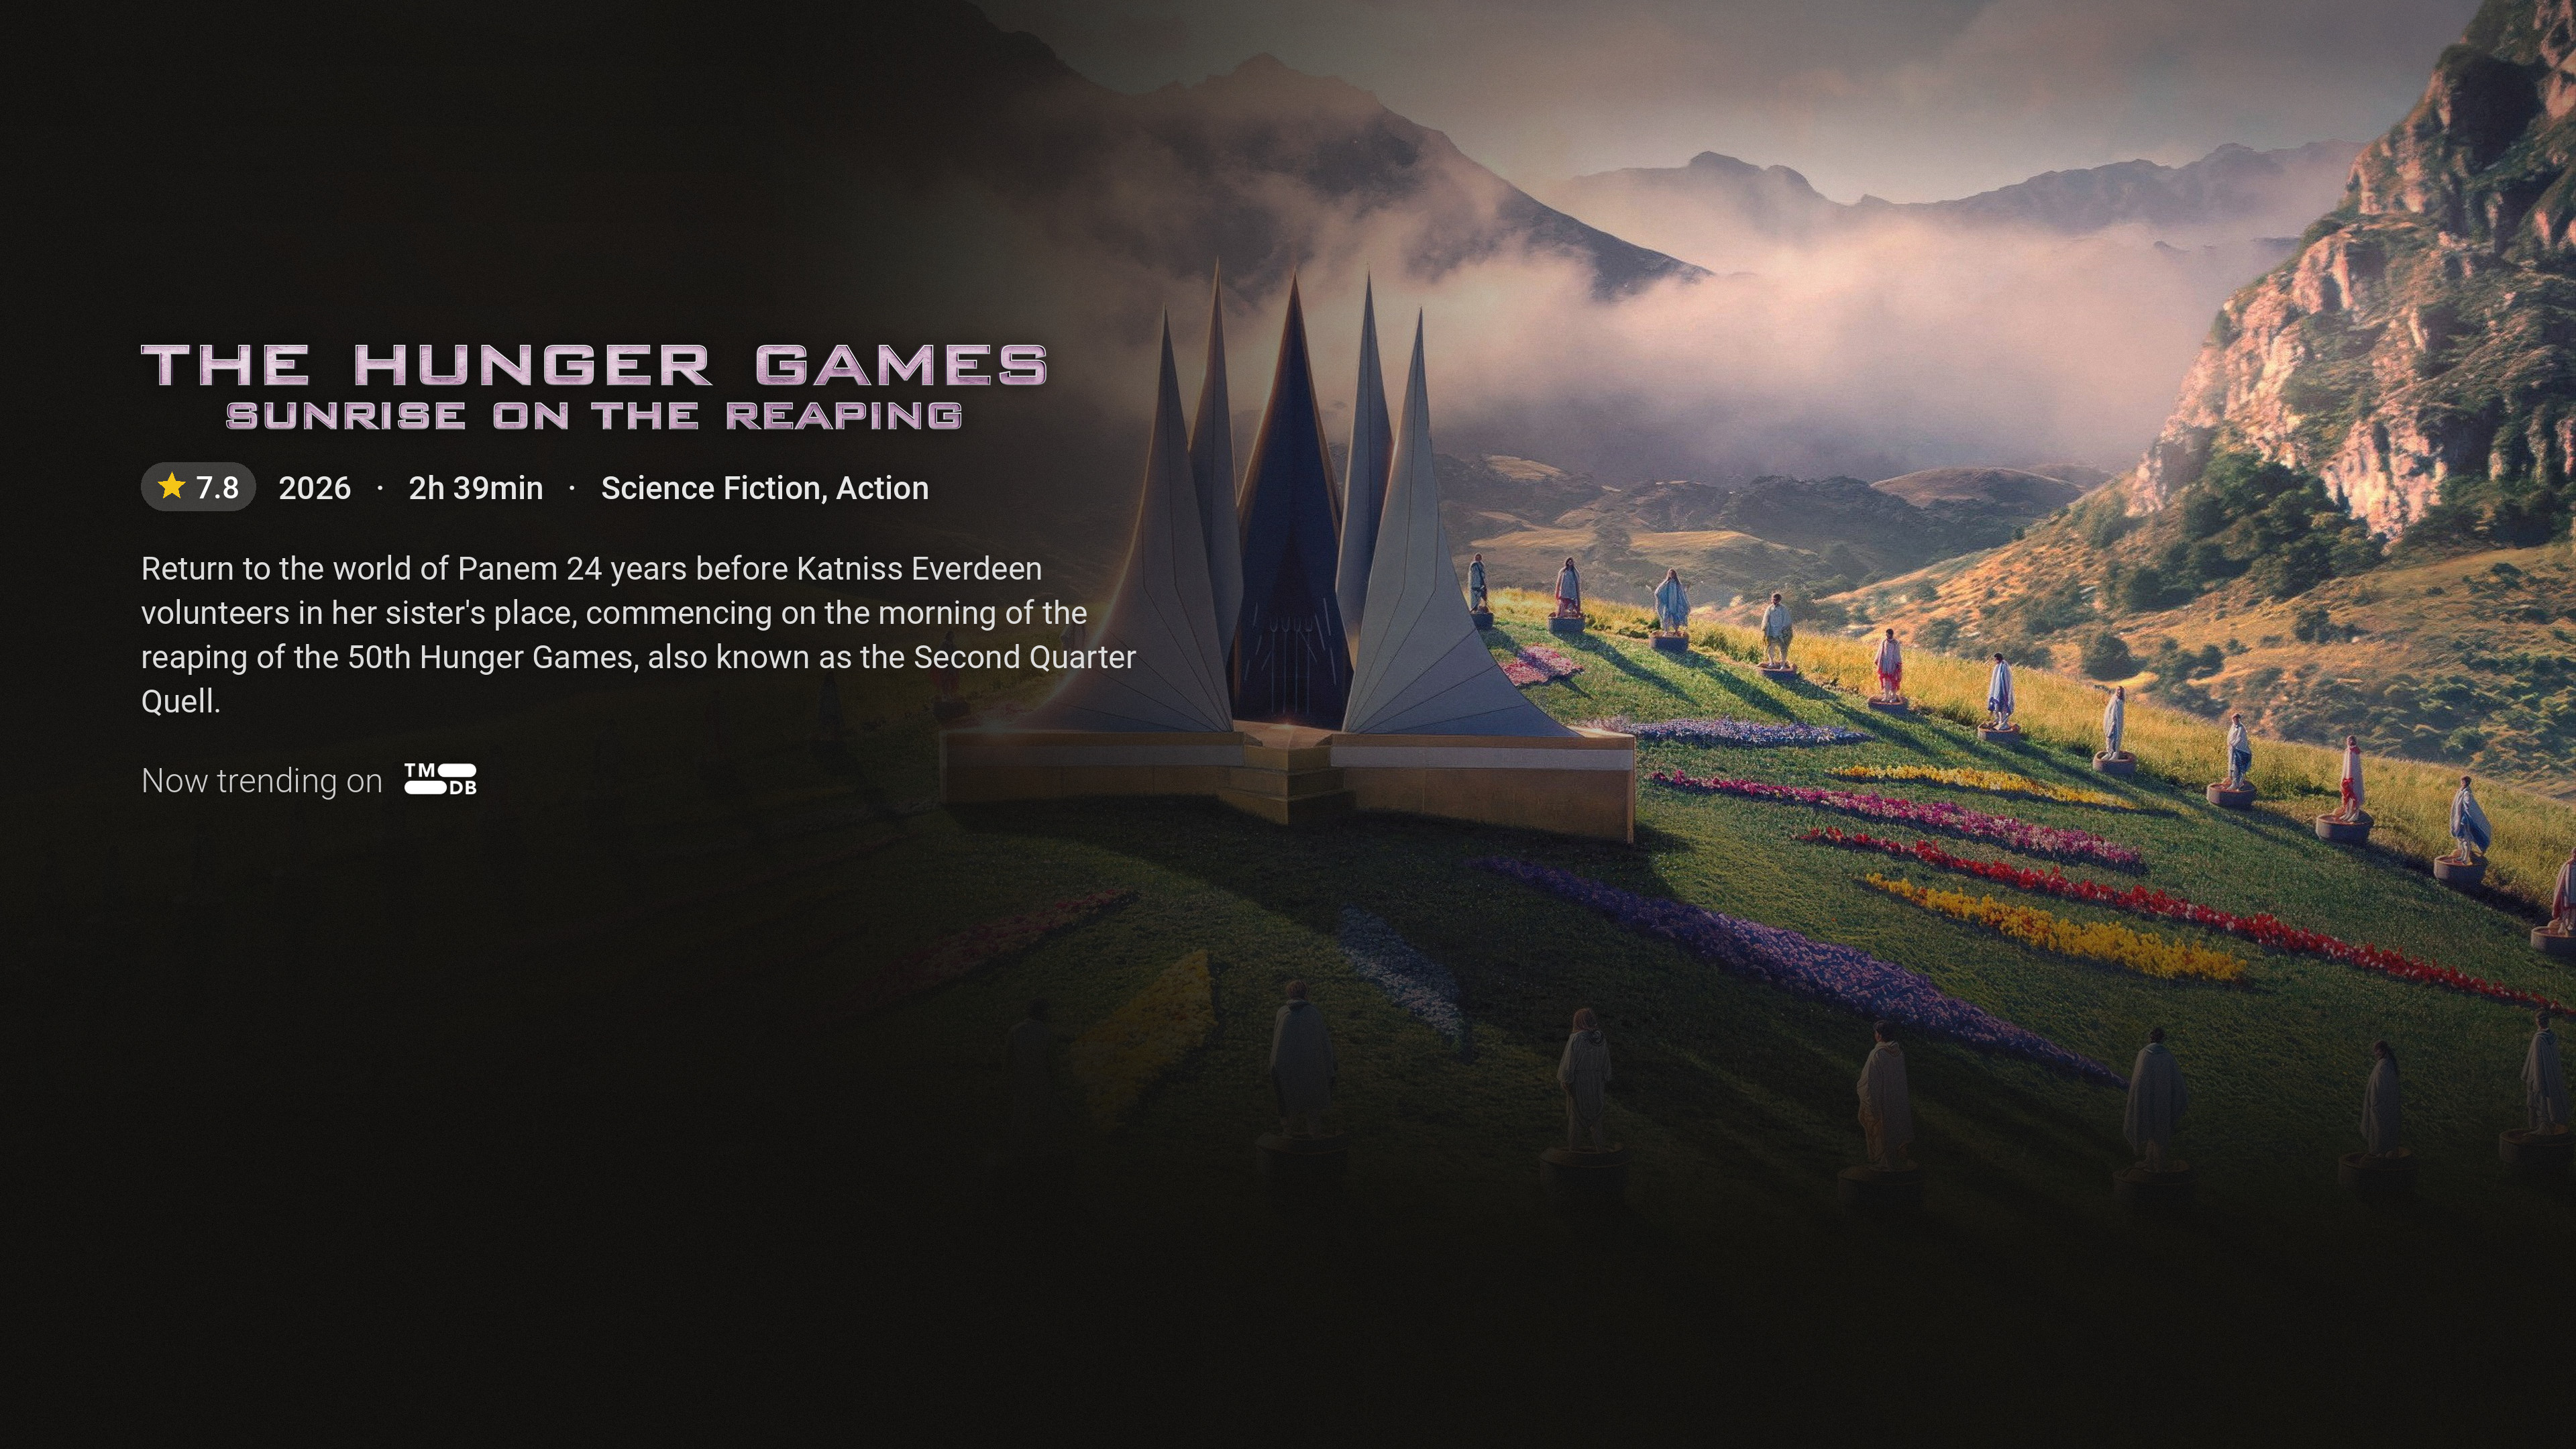 THE HUNGER GAMES
SUNRISE ON THE REAPING
7.8 2026 · 2h 39min · Science Fiction, Action
Return to the world of Panem 24 years before Katniss Everdeen
volunteers in her sister's place, commencing on the morning of the
reaping of the 50th Hunger Games, also known as the Second Quarter
Quell.
Now trending on TMDB